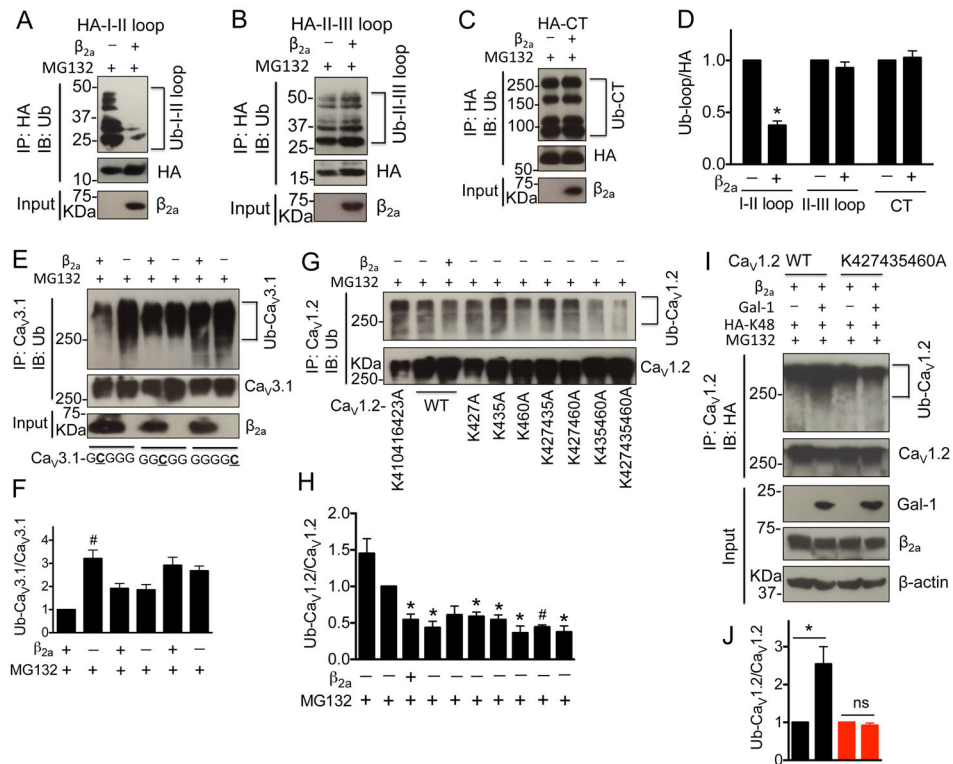 A
HA-I-II loop
β2a – +
MG132 + +
50
37
25
10
75
KDa
IP: HA
IB: Ub
Ub-I-II loop
HA
Input
β2a
B
HA-II-III loop
β2a – +
MG132 + +
50
37
25
15
75
KDa
IP: HA
IB: Ub
Ub-II-III loop
HA
Input
β2a
C
HA-CT
β2a – +
MG132 + +
250
150
100
50
75
KDa
IP: HA
IB: Ub
Ub-CT
HA
Input
β2a
D
Ub-loop/HA
1.0
0.5
0.0
*
β2a – + – + – +
I-II loop II-III loop CT
E
β2a + – + – + –
MG132 + + + + + +
IP: CaV3.1
IB: Ub
250
250
Ub-CaV3.1
CaV3.1
Input
75
KDa
β2a
CaV3.1-GCGGG GGCGG GGGGC
F
Ub-CaV3.1/CaV3.1
4
3
2
1
#
β2a + – + – + –
MG132 + + + + + +
G
β2a – – + – – – – – – –
MG132 + + + + + + + + + +
IP: CaV1.2
IB: Ub
250
KDa
250
Ub-CaV1.2
CaV1.2
CaV1.2-
K410416423A
WT
K427A
K435A
K460A
K427435A
K427460A
K435460A
K427435460A
H
Ub-CaV1.2/CaV1.2
2.0
1.5
1.0
0.5
0.0
* * * * * # *
β2a – – + – – – – – – –
MG132 + + + + + + + + + +
I
CaV1.2 WT K427435460A
β2a + + + +
Gal-1 – + – +
HA-K48 + + + +
MG132 + + + +
IP: CaV1.2
IB: HA
250
250
Ub-CaV1.2
CaV1.2
Input
25
Gal-1
75
β2a
KDa
37
β-actin
J
Ub-CaV1.2/CaV1.2
3
2
1
0
*
ns